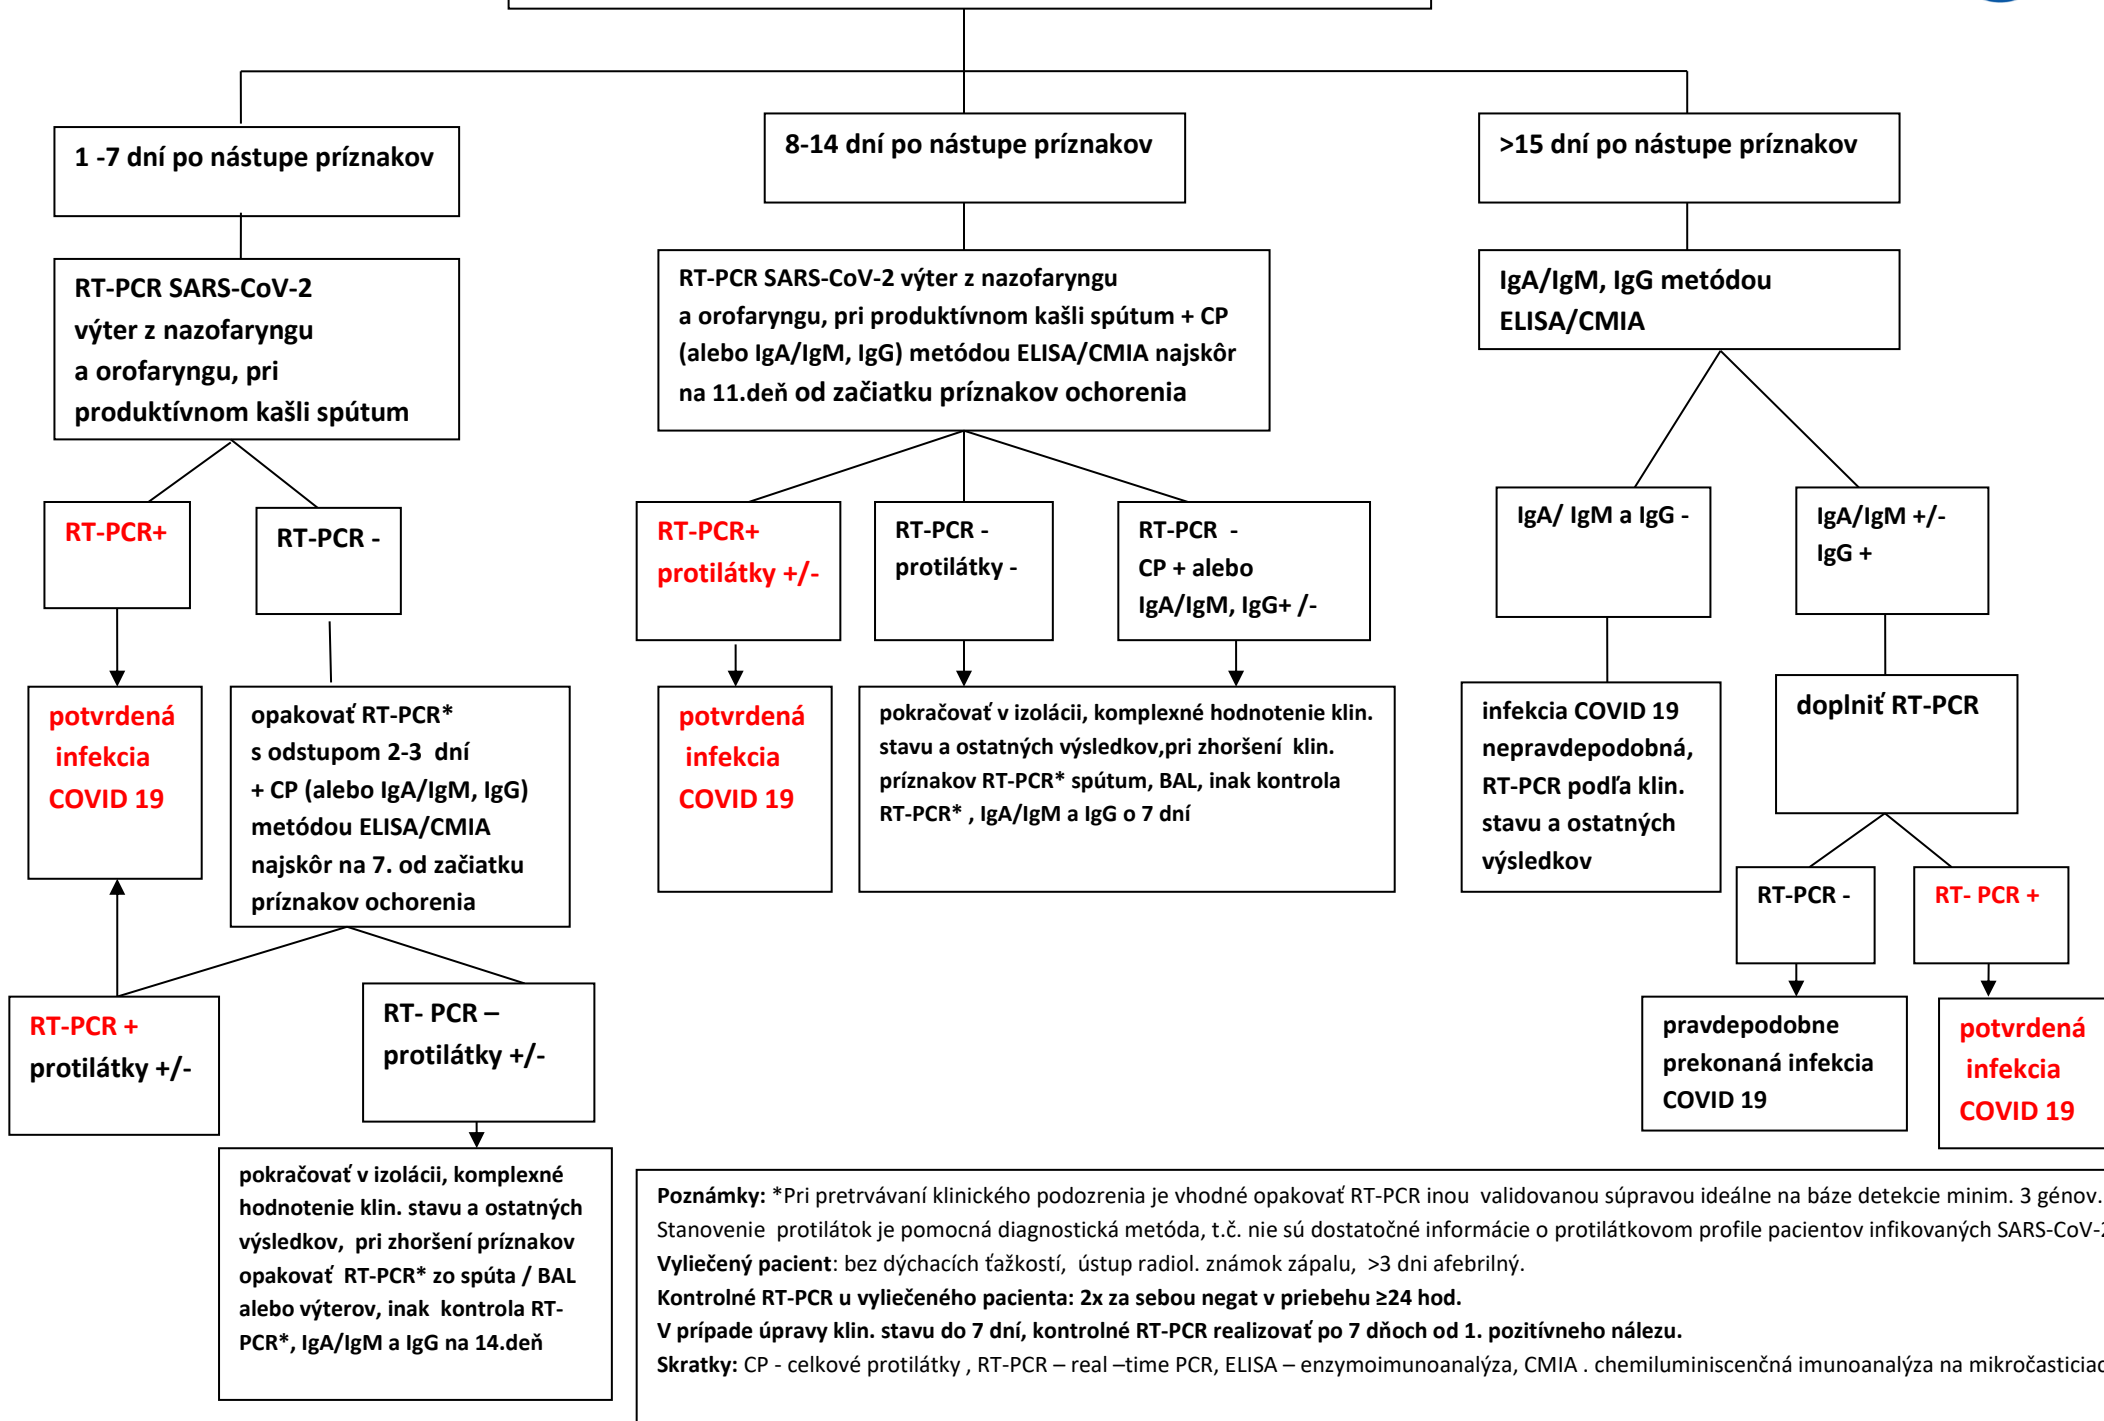 1 -7 dní po nástupe príznakov
8-14 dní po nástupe príznakov
>15 dní po nástupe príznakov
RT-PCR SARS-CoV-2
výter z nazofaryngu
a orofaryngu, pri
produktívnom kašli spútum
RT-PCR SARS-CoV-2 výter z nazofaryngu
a orofaryngu, pri produktívnom kašli spútum + CP
(alebo IgA/IgM, IgG) metódou ELISA/CMIA najskôr
na 11.deň od začiatku príznakov ochorenia
IgA/IgM, IgG metódou
ELISA/CMIA
RT-PCR+
RT-PCR -
RT-PCR+
protilátky +/-
RT-PCR -
protilátky -
RT-PCR -
CP + alebo
IgA/IgM, IgG+ /-
IgA/ IgM a IgG -
IgA/IgM +/-
IgG +
potvrdená
infekcia
COVID 19
opakovať RT-PCR*
s odstupom 2-3 dní
+ CP (alebo IgA/IgM, IgG)
metódou ELISA/CMIA
najskôr na 7. od začiatku
príznakov ochorenia
potvrdená
infekcia
COVID 19
pokračovať v izolácii, komplexné hodnotenie klin.
stavu a ostatných výsledkov,pri zhoršení klin.
príznakov RT-PCR* spútum, BAL, inak kontrola
RT-PCR* , IgA/IgM a IgG o 7 dní
infekcia COVID 19
nepravdepodobná,
RT-PCR podľa klin.
stavu a ostatných
výsledkov
doplniť RT-PCR
RT-PCR -
RT- PCR +
RT-PCR +
protilátky +/-
RT- PCR –
protilátky +/-
pravdepodobne
prekonaná infekcia
COVID 19
potvrdená
infekcia
COVID 19
pokračovať v izolácii, komplexné
hodnotenie klin. stavu a ostatných
výsledkov, pri zhoršení príznakov
opakovať RT-PCR* zo spúta / BAL
alebo výterov, inak kontrola RT-
PCR*, IgA/IgM a IgG na 14.deň
Poznámky: *Pri pretrvávaní klinického podozrenia je vhodné opakovať RT-PCR inou validovanou súpravou ideálne na báze detekcie minim. 3 génov.
Stanovenie protilátok je pomocná diagnostická metóda, t.č. nie sú dostatočné informácie o protilátkovom profile pacientov infikovaných SARS-CoV-2
Vyliečený pacient: bez dýchacích ťažkostí, ústup radiol. známok zápalu, >3 dni afebrilný.
Kontrolné RT-PCR u vyliečeného pacienta: 2x za sebou negat v priebehu ≥24 hod.
V prípade úpravy klin. stavu do 7 dní, kontrolné RT-PCR realizovať po 7 dňoch od 1. pozitívneho nálezu.
Skratky: CP - celkové protilátky , RT-PCR – real –time PCR, ELISA – enzymoimunoanalýza, CMIA . chemiluminiscenčná imunoanalýza na